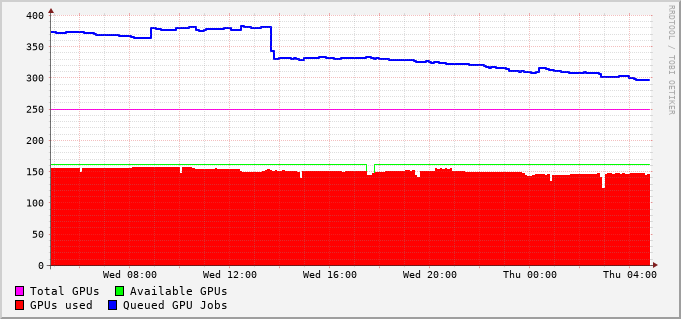 RRDTOOL / TOBI OETIKER
400
350
300
250
200
150
100
50
0
Wed 08:00 Wed 12:00 Wed 16:00 Wed 20:00 Thu 00:00 Thu 04:00
Total GPUs Available GPUs
GPUs used Queued GPU Jobs